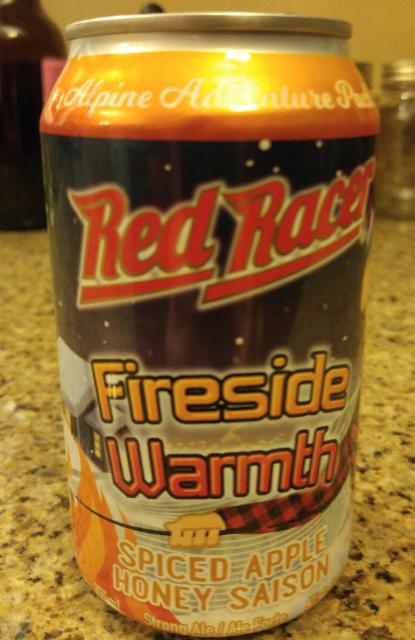 Alpine Adventure Pack
Red Racer
Fireside
Warmth
SPICED APPLE
HONEY SAISON
Strong Ale / Ale Forte